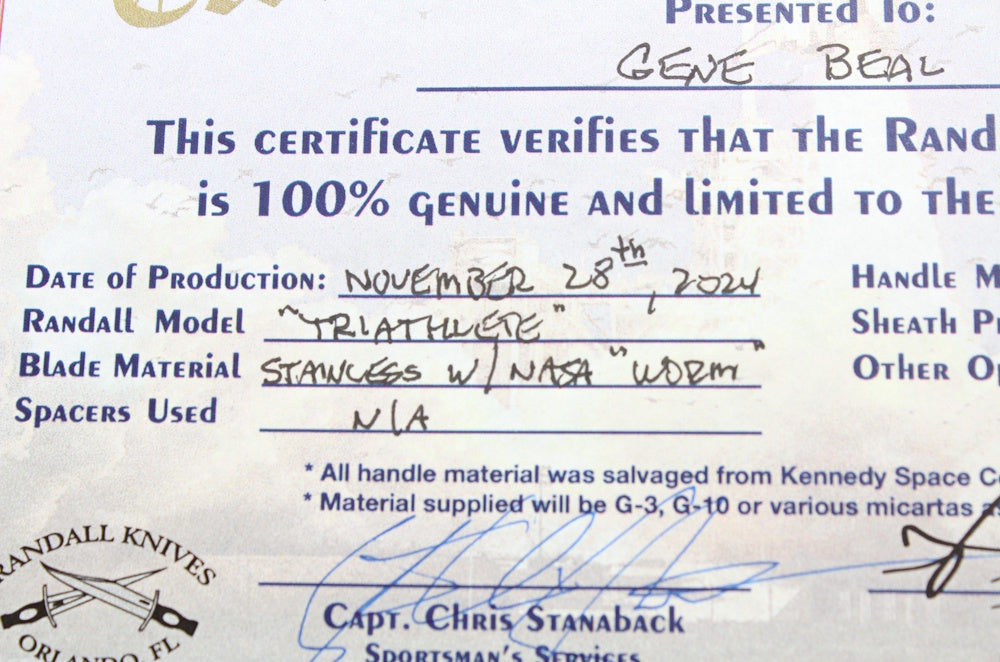 Presented To:
GENE BEAL
This certificate verifies that the Rand
is 100% genuine and limited to the
Date of Production: NOVEMBER 28th, 2024
Handle M
Randall Model "TRIATHLETE"
Sheath P
Blade Material STAINLESS W/ NASA "WORM"
Other Op
Spacers Used N/A
* All handle material was salvaged from Kennedy Space Ce
* Material supplied will be G-3, G-10 or various micartas as
RANDALL KNIVES
ORLANDO, FL
Capt. Chris Stanaback
Sportsman's Services